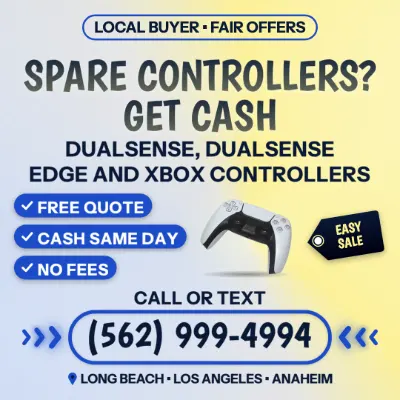 LOCAL BUYER • FAIR OFFERS
SPARE CONTROLLERS?
GET CASH
DUALSENSE, DUALSENSE
EDGE AND XBOX CONTROLLERS
FREE QUOTE
CASH SAME DAY
NO FEES
EASY
SALE
CALL OR TEXT
(562) 999-4994
LONG BEACH • LOS ANGELES • ANAHEIM